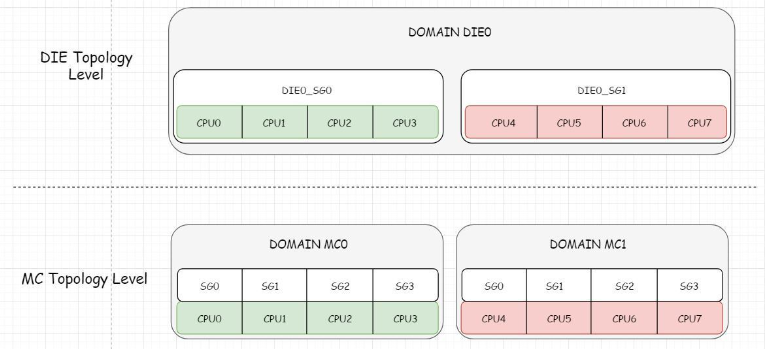 DOMAIN DIE0
DIE Topology
Level
DIE0_SG0
DIE0_SG1
CPU0 CPU1 CPU2 CPU3
CPU4 CPU5 CPU6 CPU7
DOMAIN MC0
DOMAIN MC1
MC Topology Level
SG0 SG1 SG2 SG3
SG0 SG1 SG2 SG3
CPU0 CPU1 CPU2 CPU3
CPU4 CPU5 CPU6 CPU7